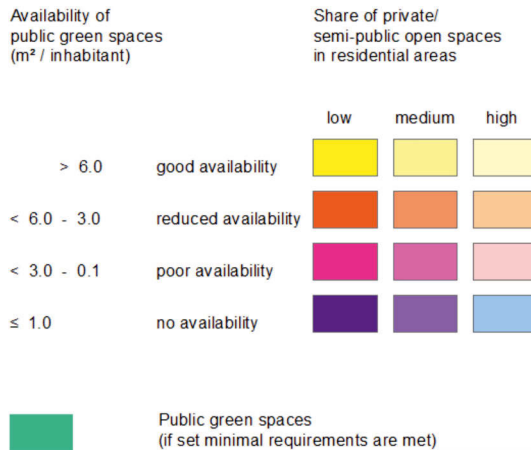 Availability of
public green spaces
(m² / inhabitant)
Share of private/
semi-public open spaces
in residential areas
low medium high
> 6.0 good availability
< 6.0 - 3.0 reduced availability
< 3.0 - 0.1 poor availability
≤ 1.0 no availability
Public green spaces
(if set minimal requirements are met)